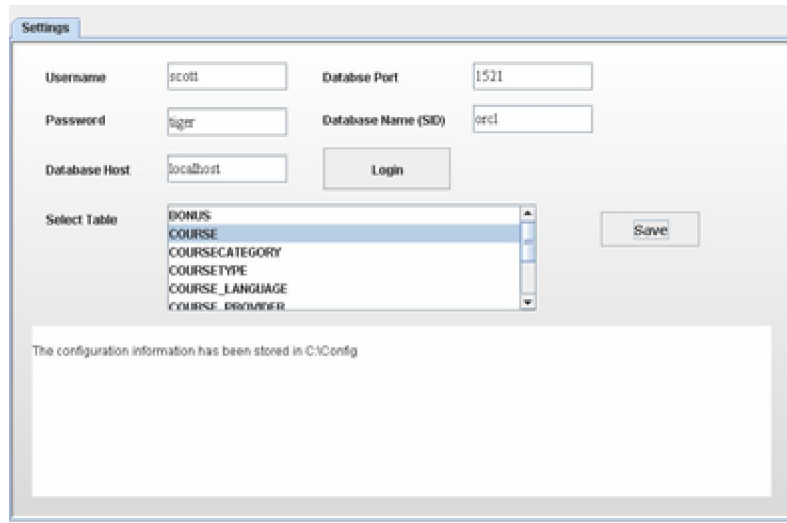 Settings
Username scott Databse Port 1521
Password tiger Database Name (SID) orcl
Database Host localhost Login
Select Table
BONUS
COURSE
COURSECATEGORY
COURSETYPE
COURSE_LANGUAGE
COURSE_PROVIDER
Save
The configuration information has been stored in C:\Config